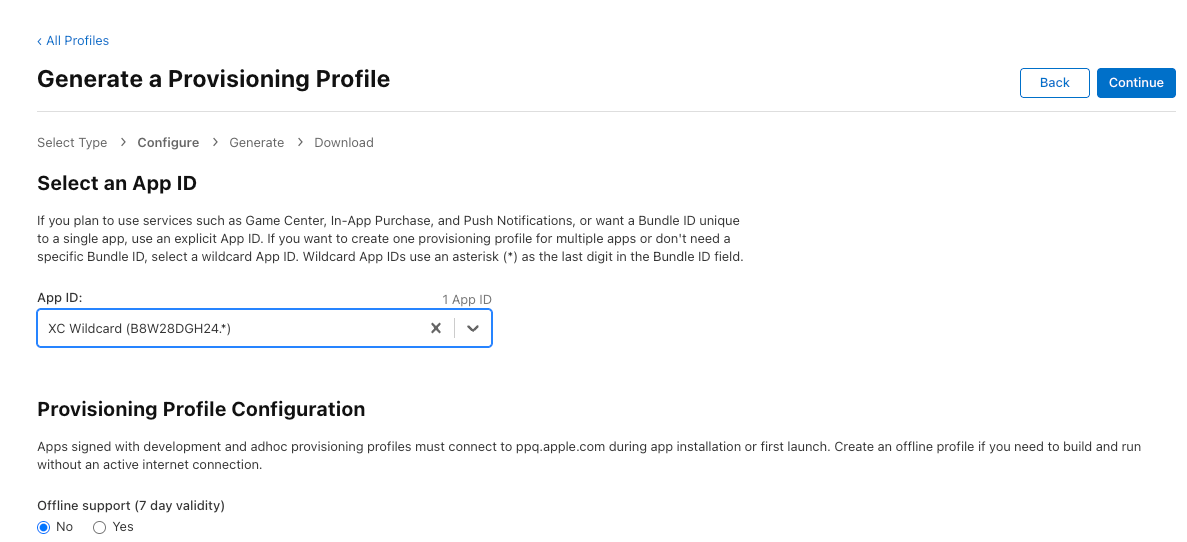 ‹ All Profiles
Generate a Provisioning Profile
Back
Continue
Select Type > Configure > Generate > Download
Select an App ID
If you plan to use services such as Game Center, In-App Purchase, and Push Notifications, or want a Bundle ID unique
to a single app, use an explicit App ID. If you want to create one provisioning profile for multiple apps or don't need a
specific Bundle ID, select a wildcard App ID. Wildcard App IDs use an asterisk (*) as the last digit in the Bundle ID field.
App ID:
1 App ID
XC Wildcard (B8W28DGH24.*)
Provisioning Profile Configuration
Apps signed with development and adhoc provisioning profiles must connect to ppq.apple.com during app installation or first launch. Create an offline profile if you need to build and run
without an active internet connection.
Offline support (7 day validity)
No Yes